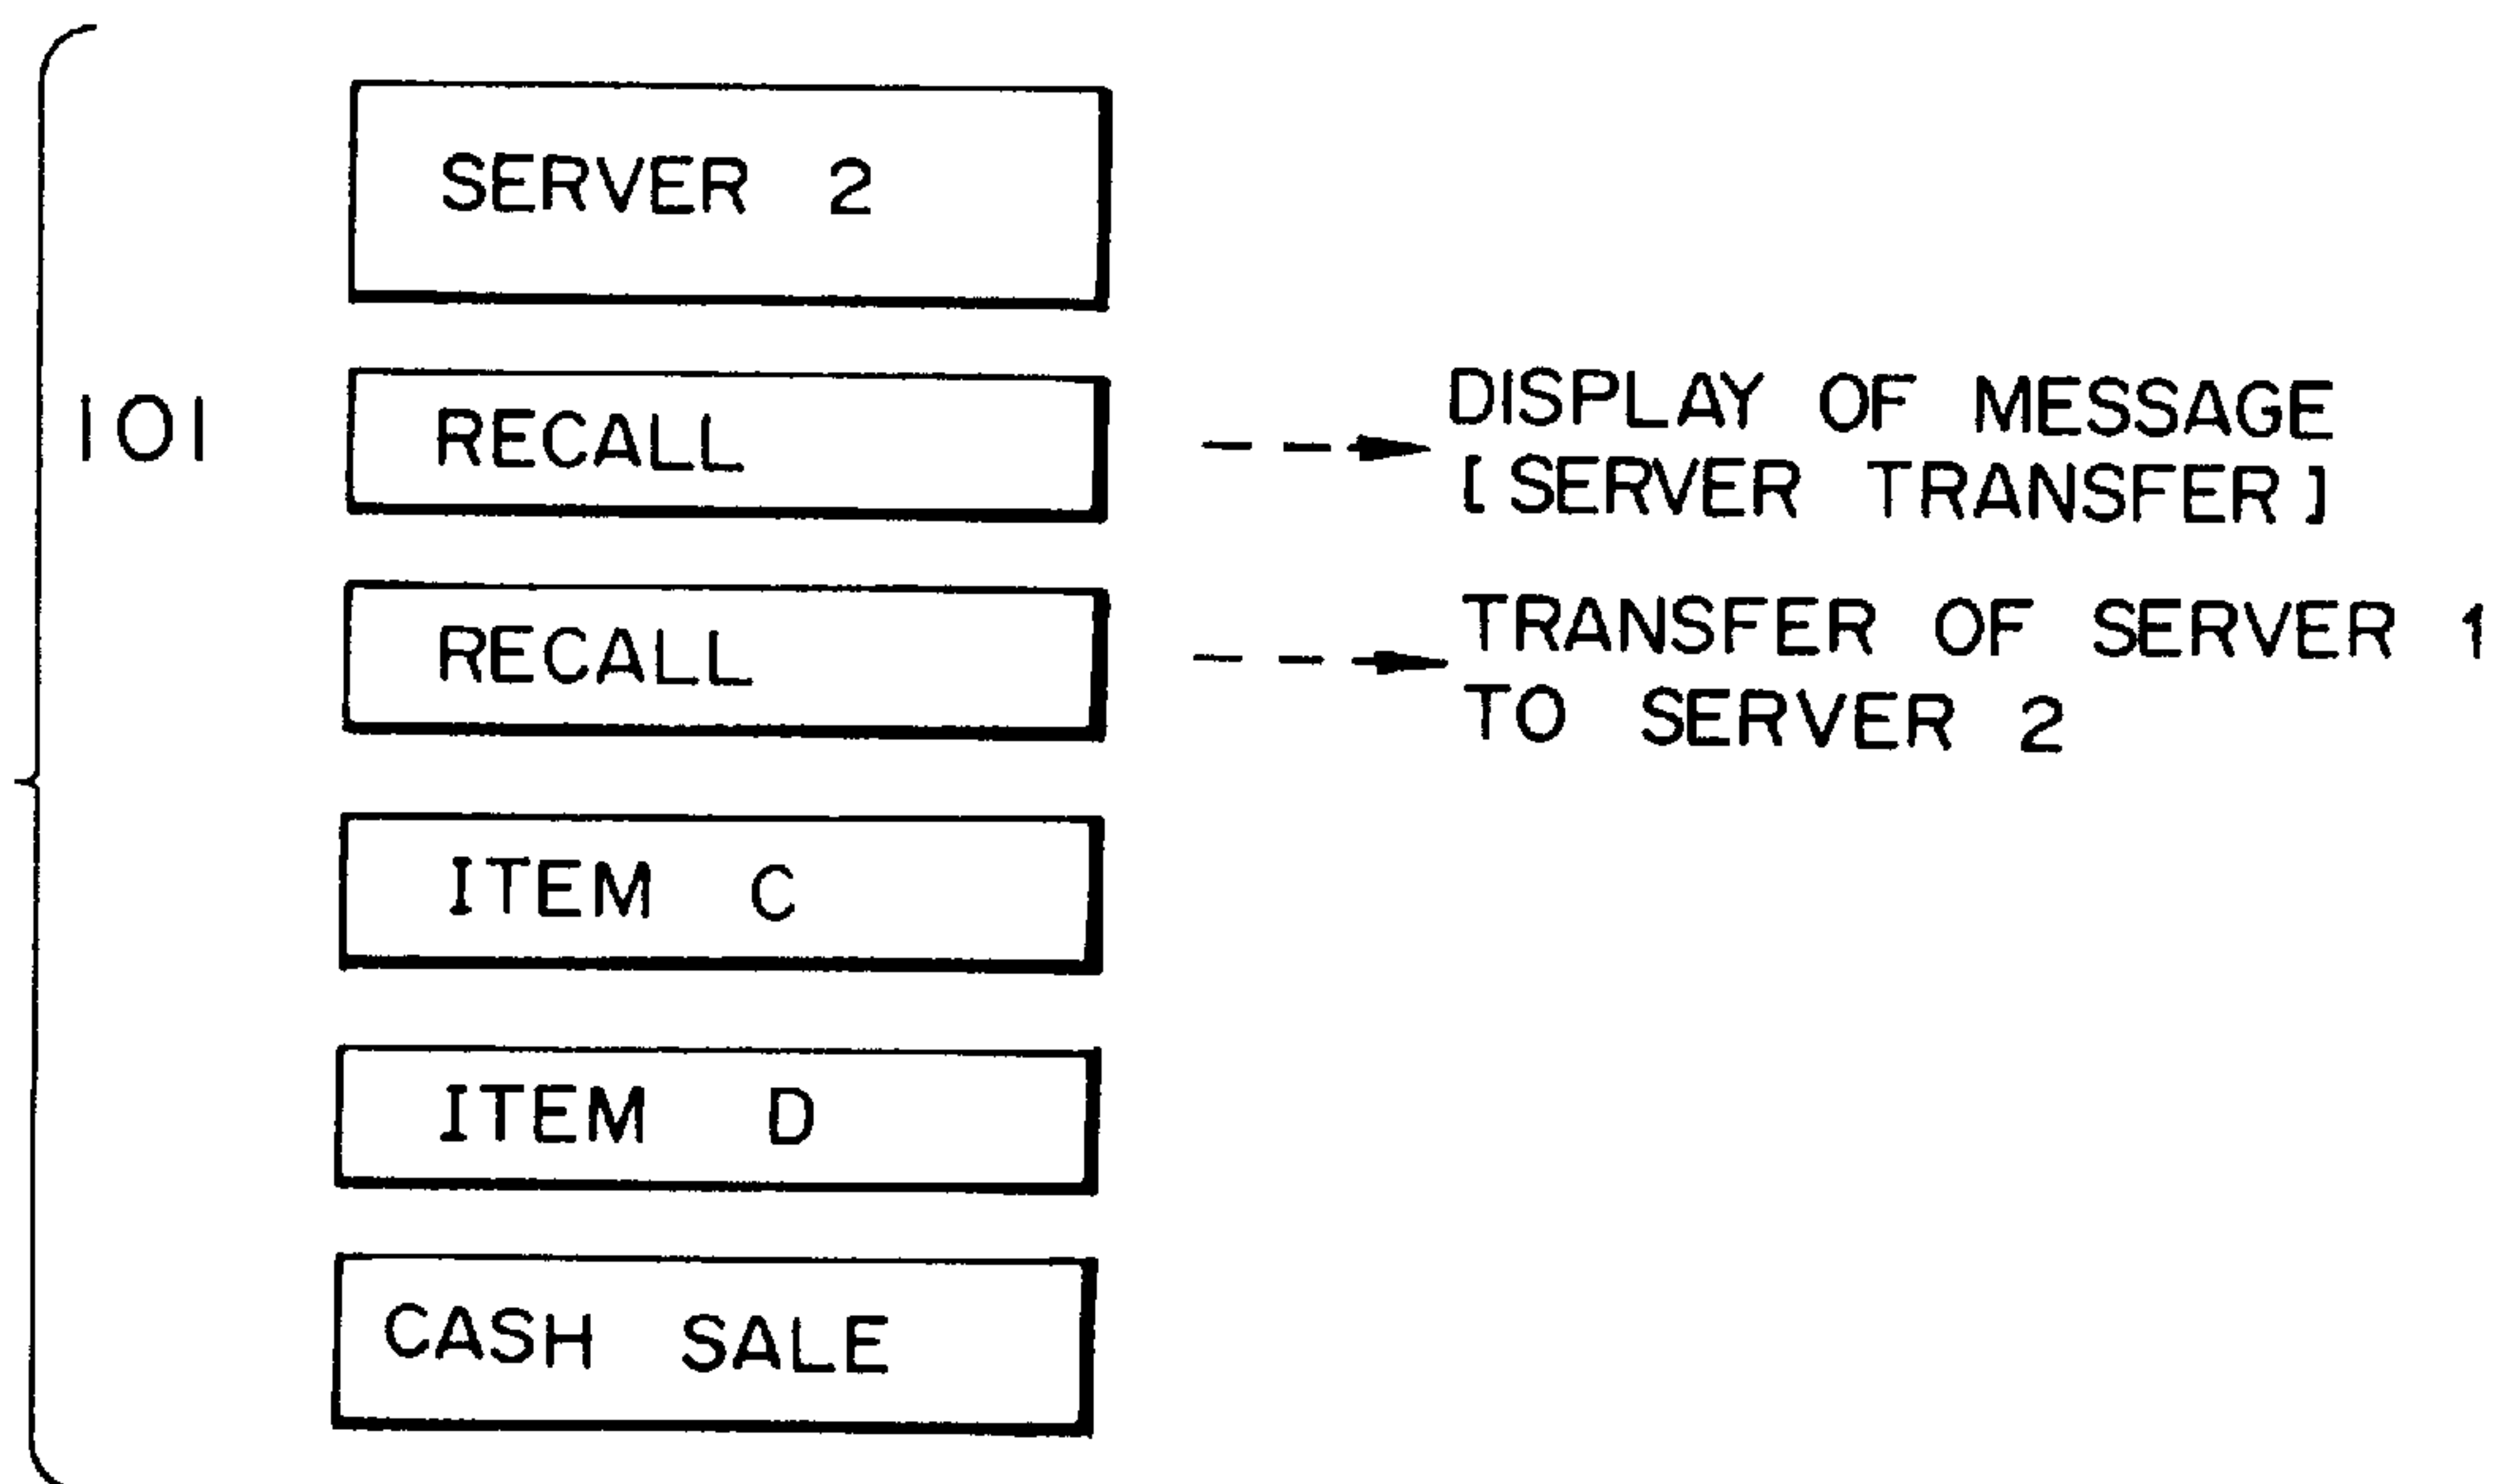 SERVER 2
101 RECALL
DISPLAY OF MESSAGE
[SERVER TRANSFER]
RECALL
TRANSFER OF SERVER 1
TO SERVER 2
ITEM C
ITEM D
CASH SALE